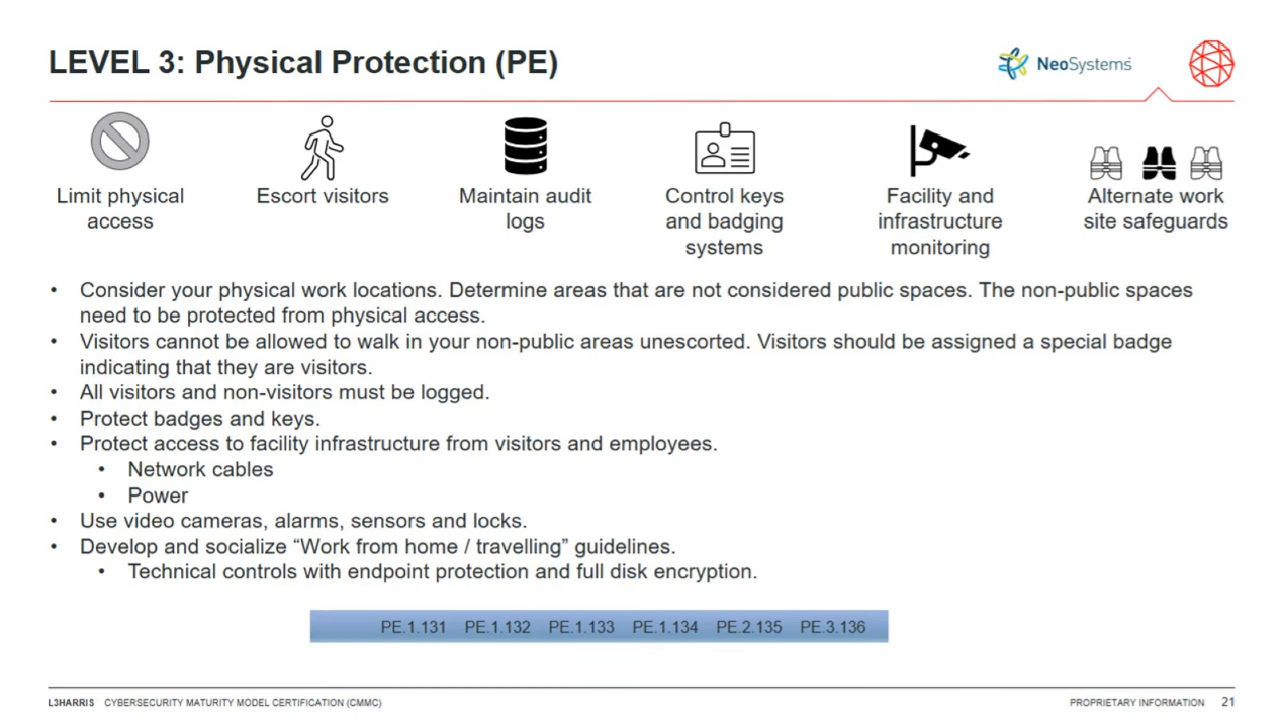 LEVEL 3: Physical Protection (PE)
NeoSystems
Limit physical
access
Escort visitors
Maintain audit
logs
Control keys
and badging
systems
Facility and
infrastructure
monitoring
Alternate work
site safeguards
• Consider your physical work locations. Determine areas that are not considered public spaces. The non-public spaces
need to be protected from physical access.
• Visitors cannot be allowed to walk in your non-public areas unescorted. Visitors should be assigned a special badge
indicating that they are visitors.
• All visitors and non-visitors must be logged.
• Protect badges and keys.
• Protect access to facility infrastructure from visitors and employees.
• Network cables
• Power
• Use video cameras, alarms, sensors and locks.
• Develop and socialize “Work from home / travelling” guidelines.
• Technical controls with endpoint protection and full disk encryption.
PE.1.131 PE.1.132 PE.1.133 PE.1.134 PE.2.135 PE.3.136
L3HARRIS CYBERSECURITY MATURITY MODEL CERTIFICATION (CMMC)
PROPRIETARY INFORMATION 21